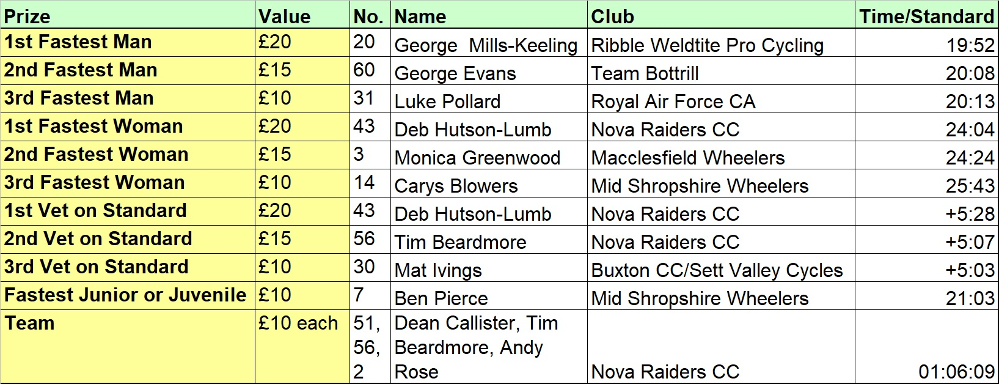 Prize Value No. Name Club Time/Standard
1st Fastest Man £20 20 George  Mills-Keeling Ribble Weldtite Pro Cycling 19:52
2nd Fastest Man £15 60 George Evans Team Bottrill 20:08
3rd Fastest Man £10 31 Luke Pollard Royal Air Force CA 20:13
1st Fastest Woman £20 43 Deb Hutson-Lumb Nova Raiders CC 24:04
2nd Fastest Woman £15 3 Monica Greenwood Macclesfield Wheelers 24:24
3rd Fastest Woman £10 14 Carys Blowers Mid Shropshire Wheelers 25:43
1st Vet on Standard £20 43 Deb Hutson-Lumb Nova Raiders CC +5:28
2nd Vet on Standard £15 56 Tim Beardmore Nova Raiders CC +5:07
3rd Vet on Standard £10 30 Mat Ivings Buxton CC/Sett Valley Cycles +5:03
Fastest Junior or Juvenile £10 7 Ben Pierce Mid Shropshire Wheelers 21:03
Team £10 each 51, Dean Callister, Tim
56, Beardmore, Andy
2 Rose Nova Raiders CC 01:06:09